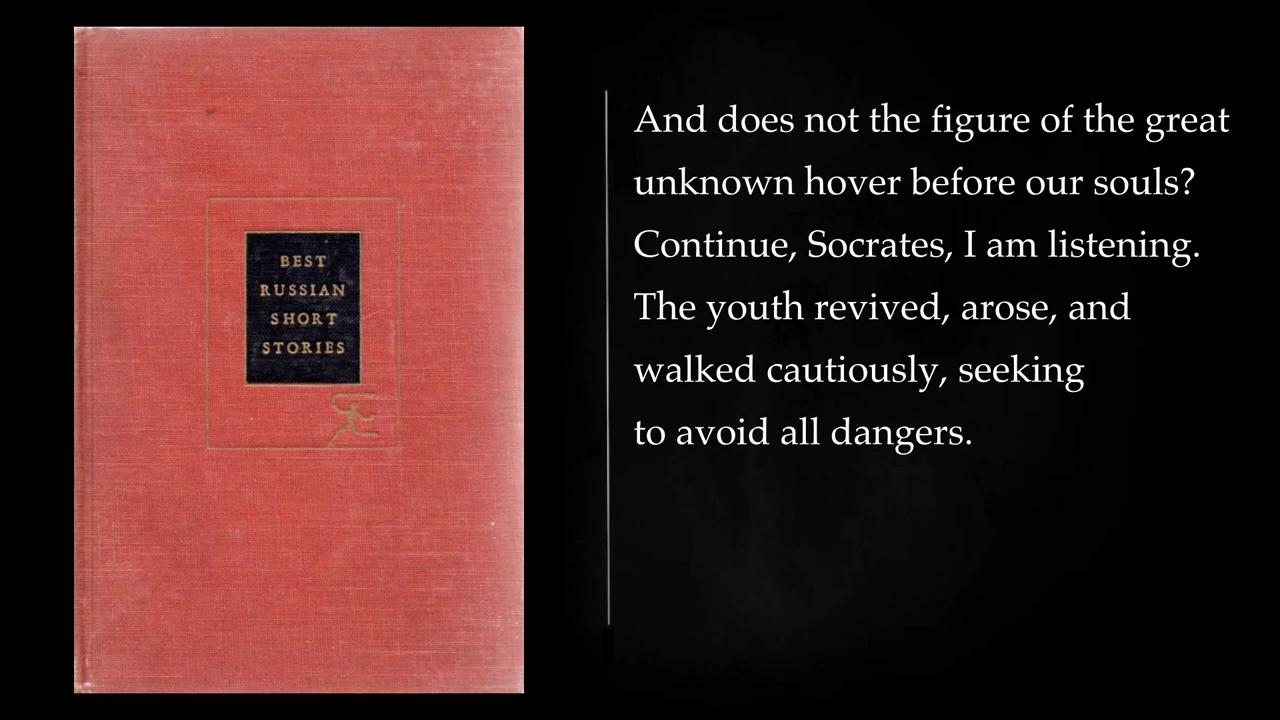 BEST
RUSSIAN
SHORT
STORIES
And does not the figure of the great
unknown hover before our souls?
Continue, Socrates, I am listening.
The youth revived, arose, and
walked cautiously, seeking
to avoid all dangers.